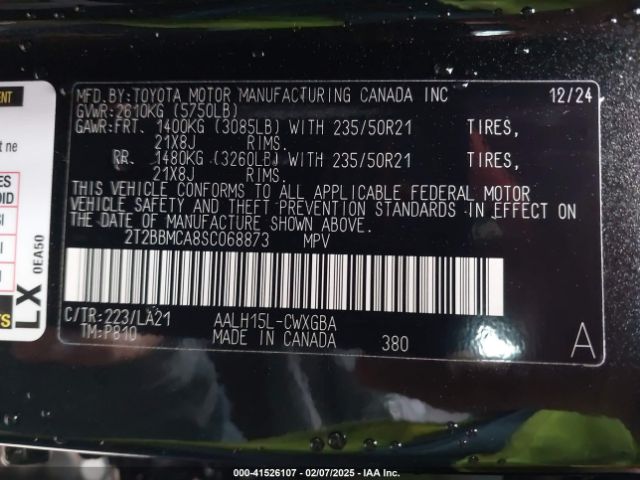 MFD.BY:TOYOTA MOTOR MANUFACTURING CANADA INC 12/24
GVWR:2610KG (5750LB)
GAWR:FRT. 1400KG (3085LB) WITH 235/50R21 TIRES,
21X8J RIMS.
RR. 1480KG (3260LB) WITH 235/50R21 TIRES,
21X8J RIMS.
THIS VEHICLE CONFORMS TO ALL APPLICABLE FEDERAL MOTOR
VEHICLE SAFETY AND THEFT PREVENTION STANDARDS IN EFFECT ON
THE DATE OF MANUFACTURE SHOWN ABOVE.
2T2BBMCA8SC068873 MPV
C/TR:223/LA21 AALH15L-CWXGBA
TM:P810 MADE IN CANADA 380 A
LX
0EA50
000-41526107 - 02/07/2025 - IAA Inc.